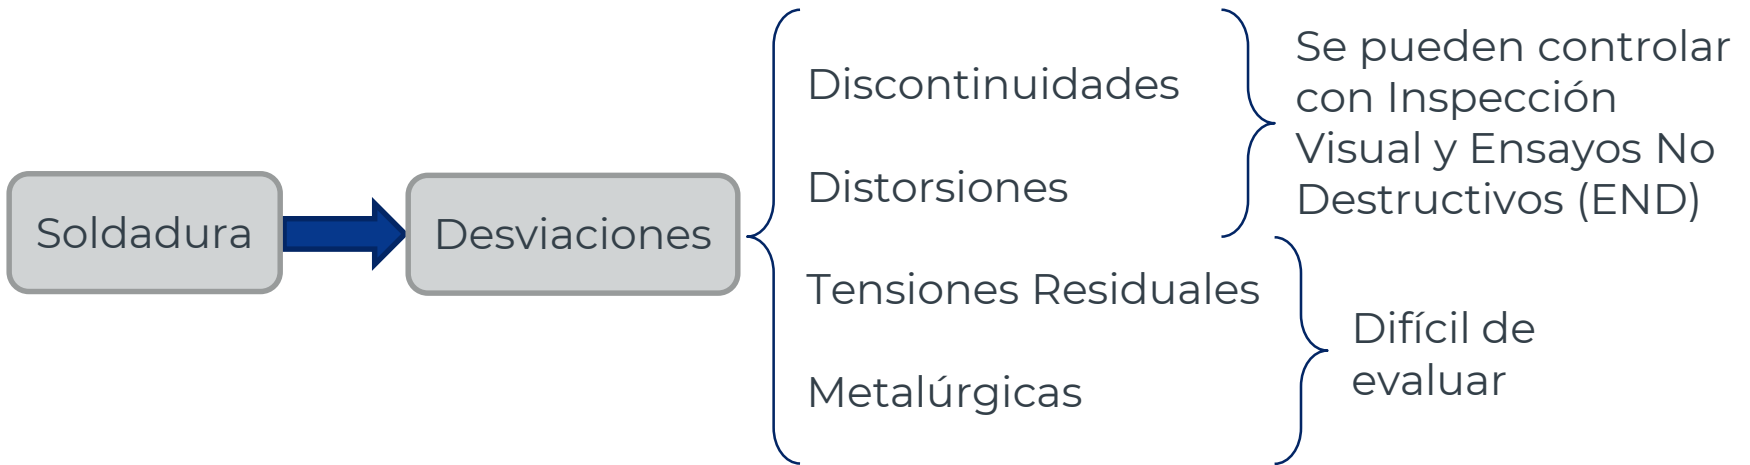 Soldadura
Desviaciones
Discontinuidades
Distorsiones
Tensiones Residuales
Metalúrgicas
Se pueden controlar
con Inspección
Visual y Ensayos No
Destructivos (END)
Difícil de
evaluar